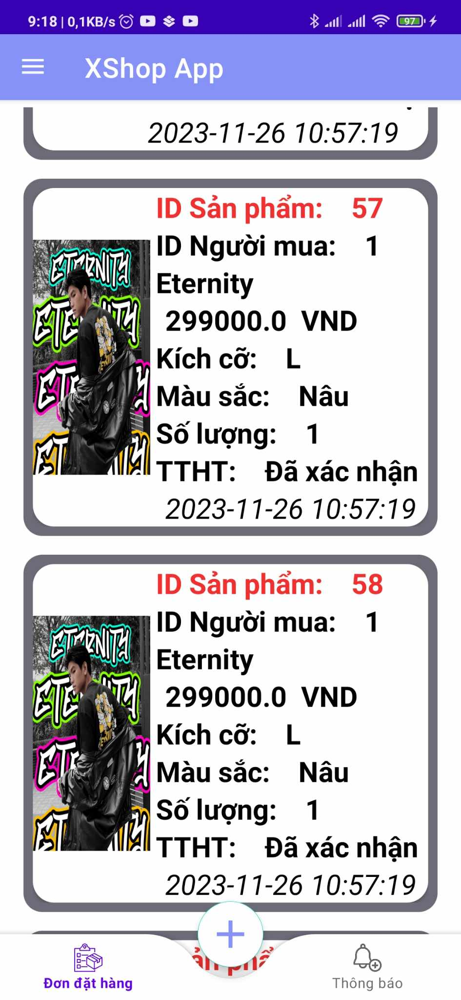 9:18 | 0,1KB/s
97
XShop App
2023-11-26 10:57:19
ID Sản phẩm: 57
ID Người mua: 1
Eternity
299000.0 VND
Kích cỡ: L
Màu sắc: Nâu
Số lượng: 1
TTHT: Đã xác nhận
2023-11-26 10:57:19
ETERNITY
ID Sản phẩm: 58
ID Người mua: 1
Eternity
299000.0 VND
Kích cỡ: L
Màu sắc: Nâu
Số lượng: 1
TTHT: Đã xác nhận
2023-11-26 10:57:19
ETERNITY
Đơn đặt hàng
Thông báo